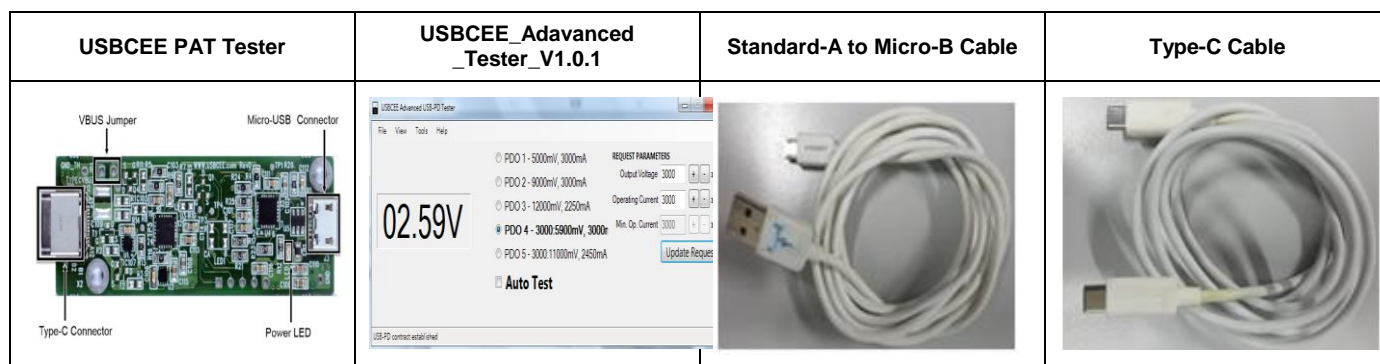 USBCEE PAT Tester
USBCEE_Adavanced
_Tester_V1.0.1
Standard-A to Micro-B Cable
Type-C Cable
VBUS Jumper
Micro-USB Connector
Type-C Connector
Power LED
USBCEE Advanced USB-PD Tester
File View Tools Help
02.59V
PDO 1 - 5000mV, 3000mA
PDO 2 - 9000mV, 3000mA
PDO 3 - 12000mV, 2250mA
PDO 4 - 3000:5900mV, 3000r
PDO 5 - 3000:11000mV, 2450mA
Auto Test
REQUEST PARAMETERS
Output Voltage 3000 + -
Operating Current 3000 + -
Min. Op. Current 3000 + -
Update Reques
USB-PD contract established